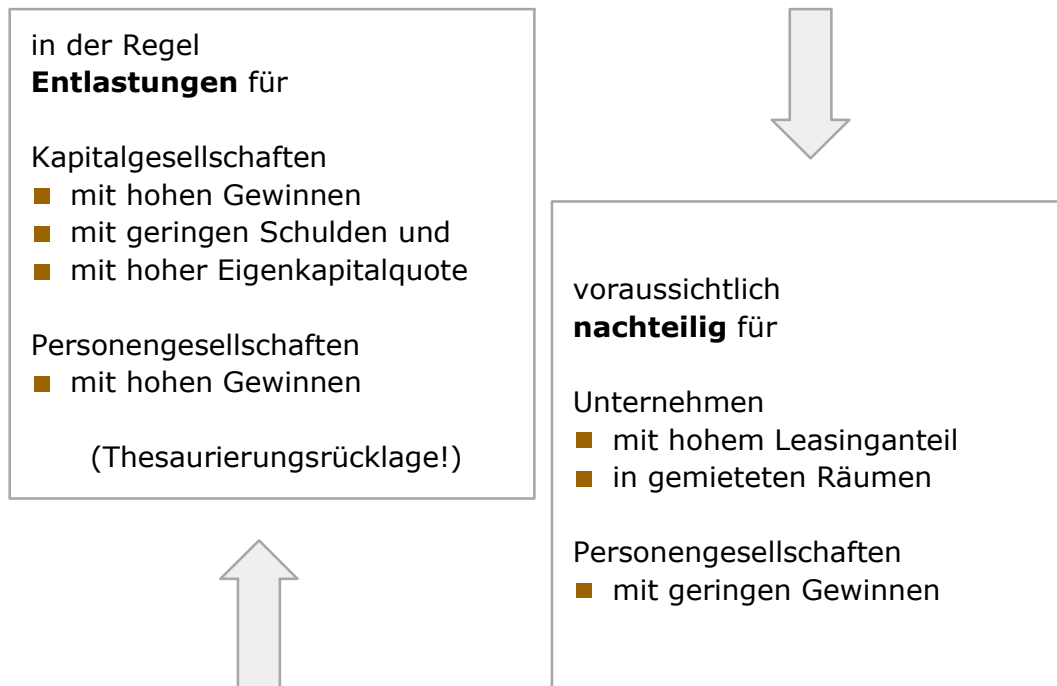 in der Regel
Entlastungen für
Kapitalgesellschaften
mit hohen Gewinnen
mit geringen Schulden und
mit hoher Eigenkapitalquote
Personengesellschaften
mit hohen Gewinnen
(Thesaurierungsrücklage!)
voraussichtlich
nachteilig für
Unternehmen
mit hohem Leasinganteil
in gemieteten Räumen
Personengesellschaften
mit geringen Gewinnen